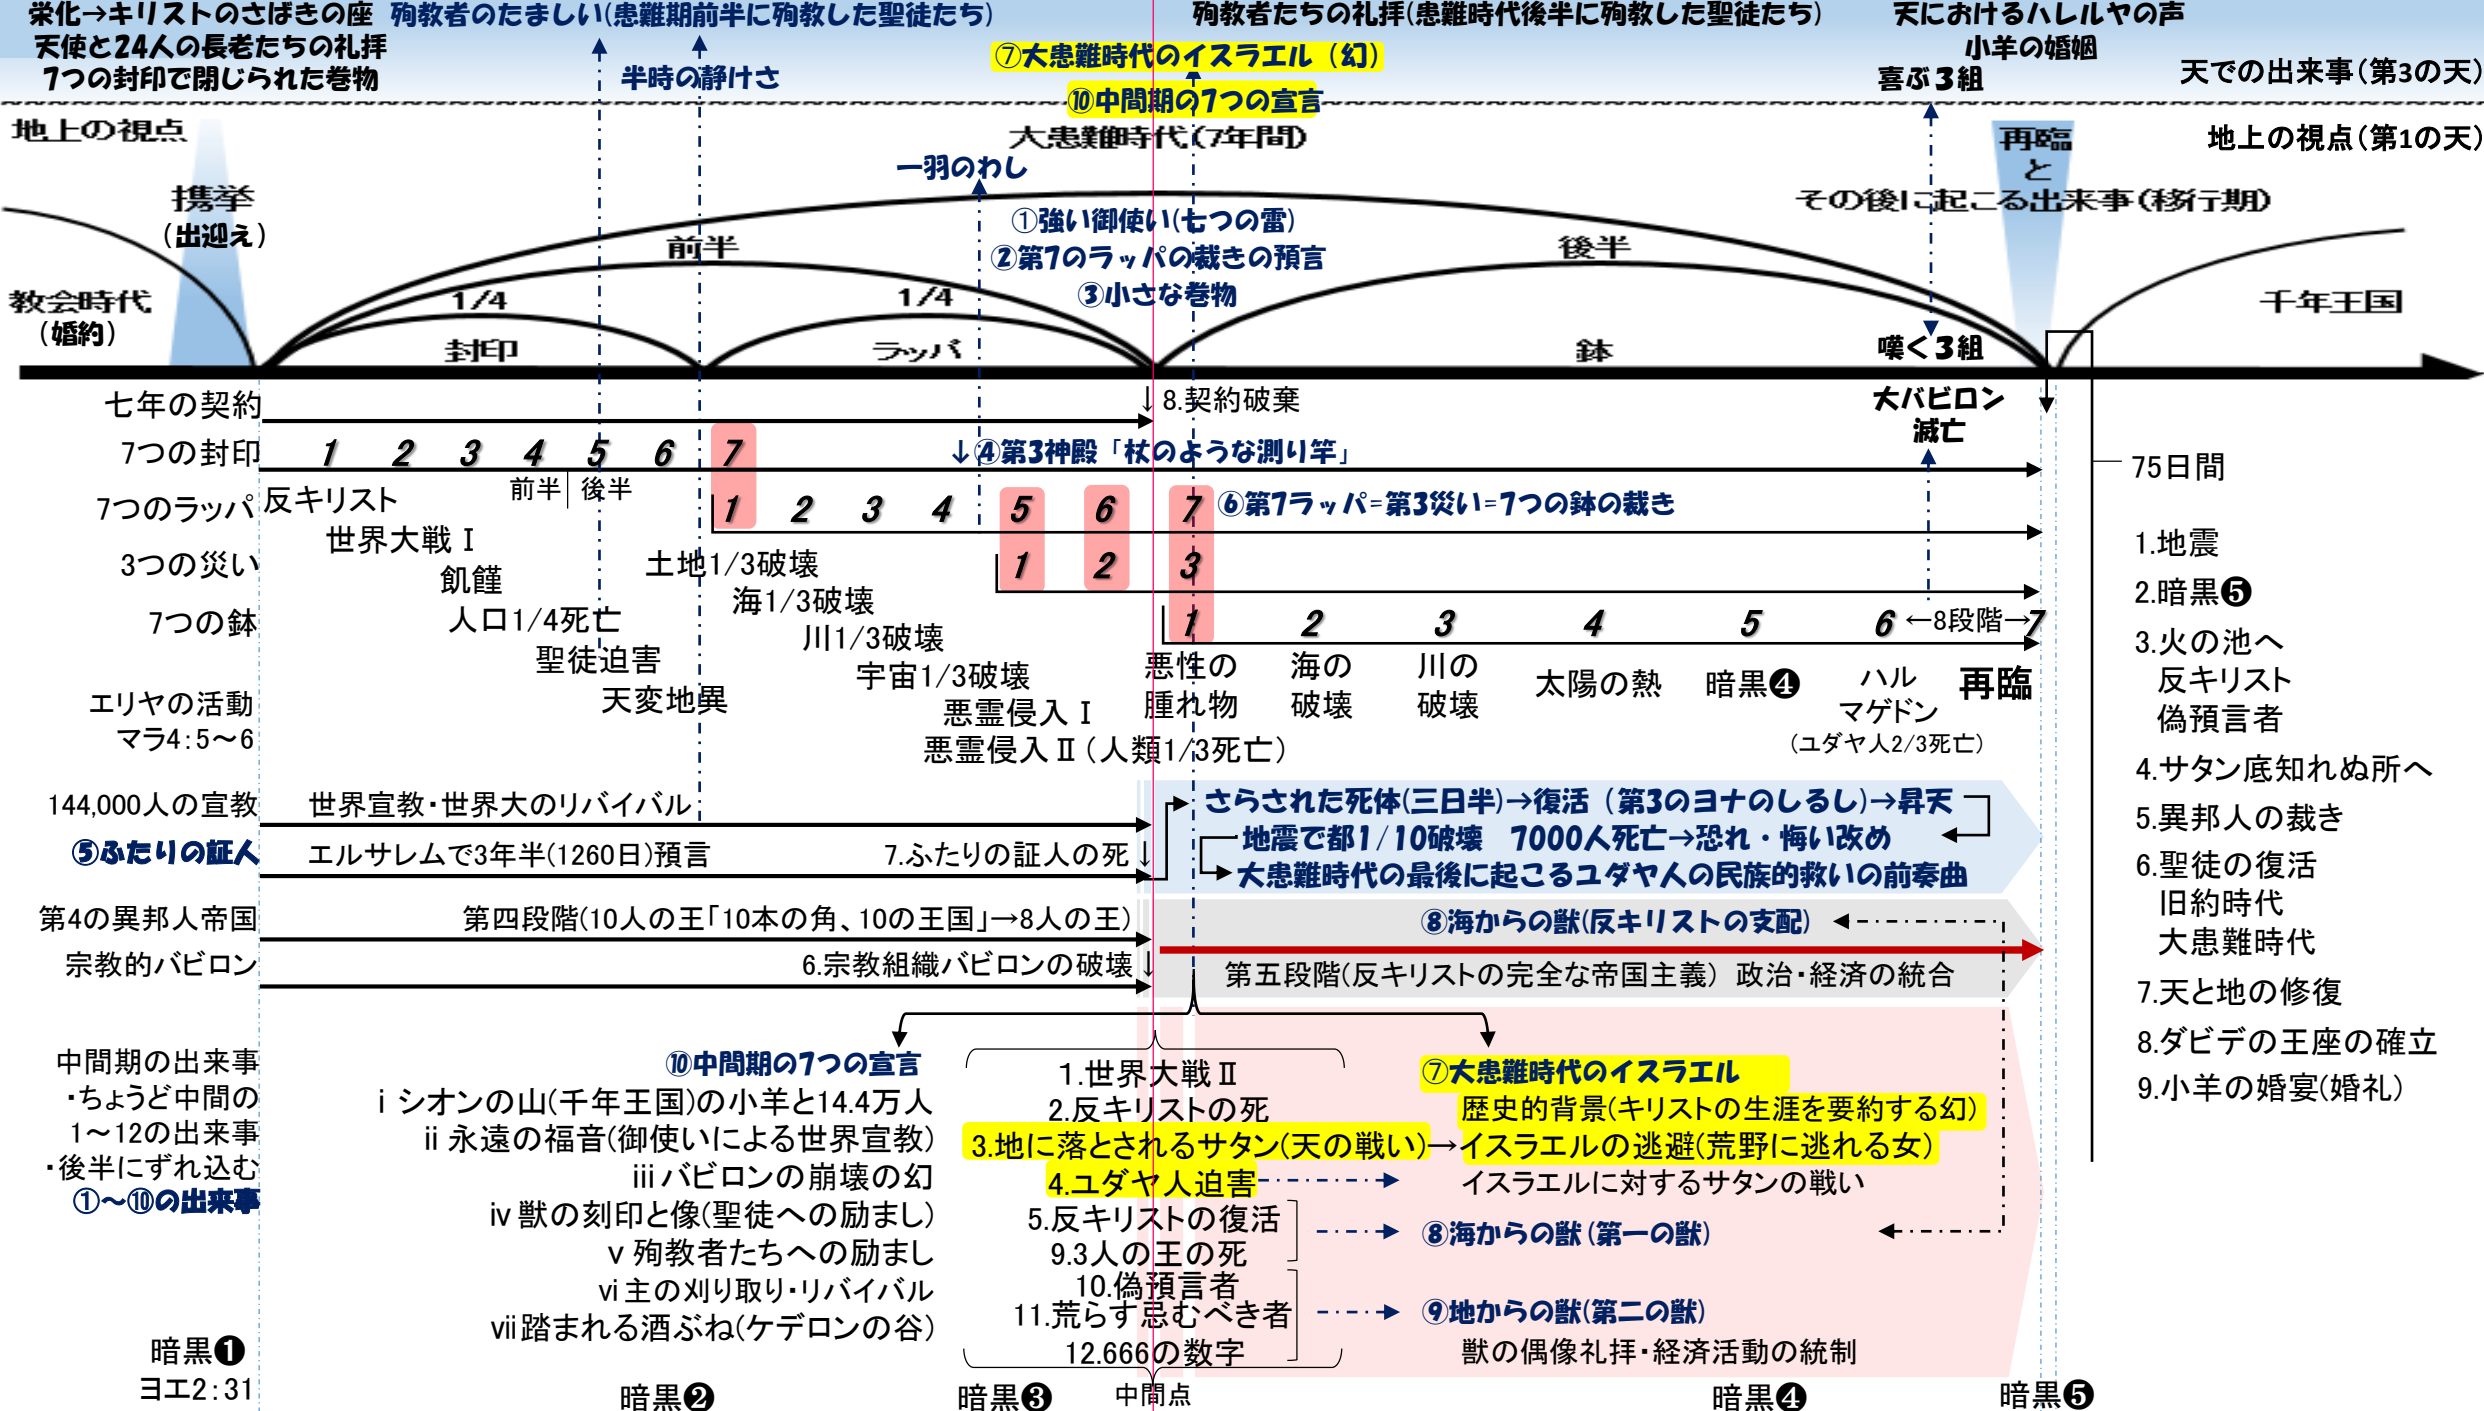 栄化→キリストのさばきの座
天使と24人の長老たちの礼拝
7つの封印で閉じられた巻物
殉教者のたましい(患難期前半に殉教した聖徒たち)
半時の静けさ
殉教者たちの礼拝(患難時代後半に殉教した聖徒たち)
⑦大患難時代のイスラエル（幻)
⑩中間期の7つの宣言
天におけるハレルヤの声
小羊の婚姻
喜ぶ３組
天での出来事(第3の天)
地上の視点
大患難時代(7年間)
地上の視点(第1の天)
携挙
(出迎え)
一羽のわし
①強い御使い(七つの雷)
②第7のラッパの裁きの預言
③小さな巻物
再臨
と
その後に起こる出来事(移行期)
前半
後半
教会時代
(婚約)
1/4
1/4
千年王国
封印
ラッパ
鉢
嘆く３組
七年の契約
↓8.契約破棄
大バビロン
滅亡
7つの封印
1 2 3 4 5 6 7
↓④第3神殿「杖のような測り竿」
前半
後半
75日間
7つのラッパ
反キリスト
1 2 3 4 5 6 7
⑥第7ラッパ=第3災い=7つの鉢の裁き
世界大戦Ⅰ
3つの災い
飢饉
土地1/3破壊
1 2 3
海1/3破壊
7つの鉢
人口1/4死亡
川1/3破壊
1 2 3 4 5 6 ←8段階→7
聖徒迫害
宇宙1/3破壊
天変地異
悪霊侵入Ⅰ
悪霊侵入Ⅱ(人類1/3死亡)
悪性の
腫れ物
海の
破壊
川の
破壊
太陽の熱
暗黒❹
ハル
マゲドン
(ユダヤ人2/3死亡)
再臨
エリヤの活動
マラ4:5～6
1.地震
2.暗黒❺
3.火の池へ
反キリスト
偽預言者
4.サタン底知れぬ所へ
5.異邦人の裁き
6.聖徒の復活
旧約時代
大患難時代
7.天と地の修復
8.ダビデの王座の確立
9.小羊の婚宴(婚礼)
144,000人の宣教
世界宣教・世界大のリバイバル
さらされた死体(三日半)→復活（第3のヨナのしるし)→昇天
地震で都1/10破壊　7000人死亡→恐れ・悔い改め
⑤ふたりの証人
エルサレムで3年半(1260日)預言
7.ふたりの証人の死↓
大患難時代の最後に起こるユダヤ人の民族的救いの前奏曲
第4の異邦人帝国
第四段階(10人の王「10本の角、10の王国」→8人の王)
⑧海からの獣(反キリストの支配)
宗教的バビロン
6.宗教組織バビロンの破壊↓
第五段階(反キリストの完全な帝国主義) 政治・経済の統合
中間期の出来事
・ちょうど中間の
1～12の出来事
・後半にずれ込む
①～⑩の出来事
⑩中間期の7つの宣言
ⅰシオンの山(千年王国)の小羊と14.4万人
ⅱ永遠の福音(御使いによる世界宣教)
ⅲバビロンの崩壊の幻
ⅳ獣の刻印と像(聖徒への励まし)
ⅴ殉教者たちへの励まし
ⅵ主の刈り取り・リバイバル
ⅶ踏まれる酒ぶね(ケデロンの谷)
1.世界大戦Ⅱ
2.反キリストの死
3.地に落とされるサタン(天の戦い)→イスラエルの逃避(荒野に逃れる女)
4.ユダヤ人迫害
5.反キリストの復活
9.3人の王の死
10.偽預言者
11.荒らす忌むべき者
12.666の数字
中間点
⑦大患難時代のイスラエル
歴史的背景(キリストの生涯を要約する幻)
イスラエルに対するサタンの戦い
⑧海からの獣(第一の獣)
⑨地からの獣(第二の獣)
獣の偶像礼拝・経済活動の統制
暗黒❶
ヨエ2:31
暗黒❷
暗黒❸
暗黒❹
暗黒❺